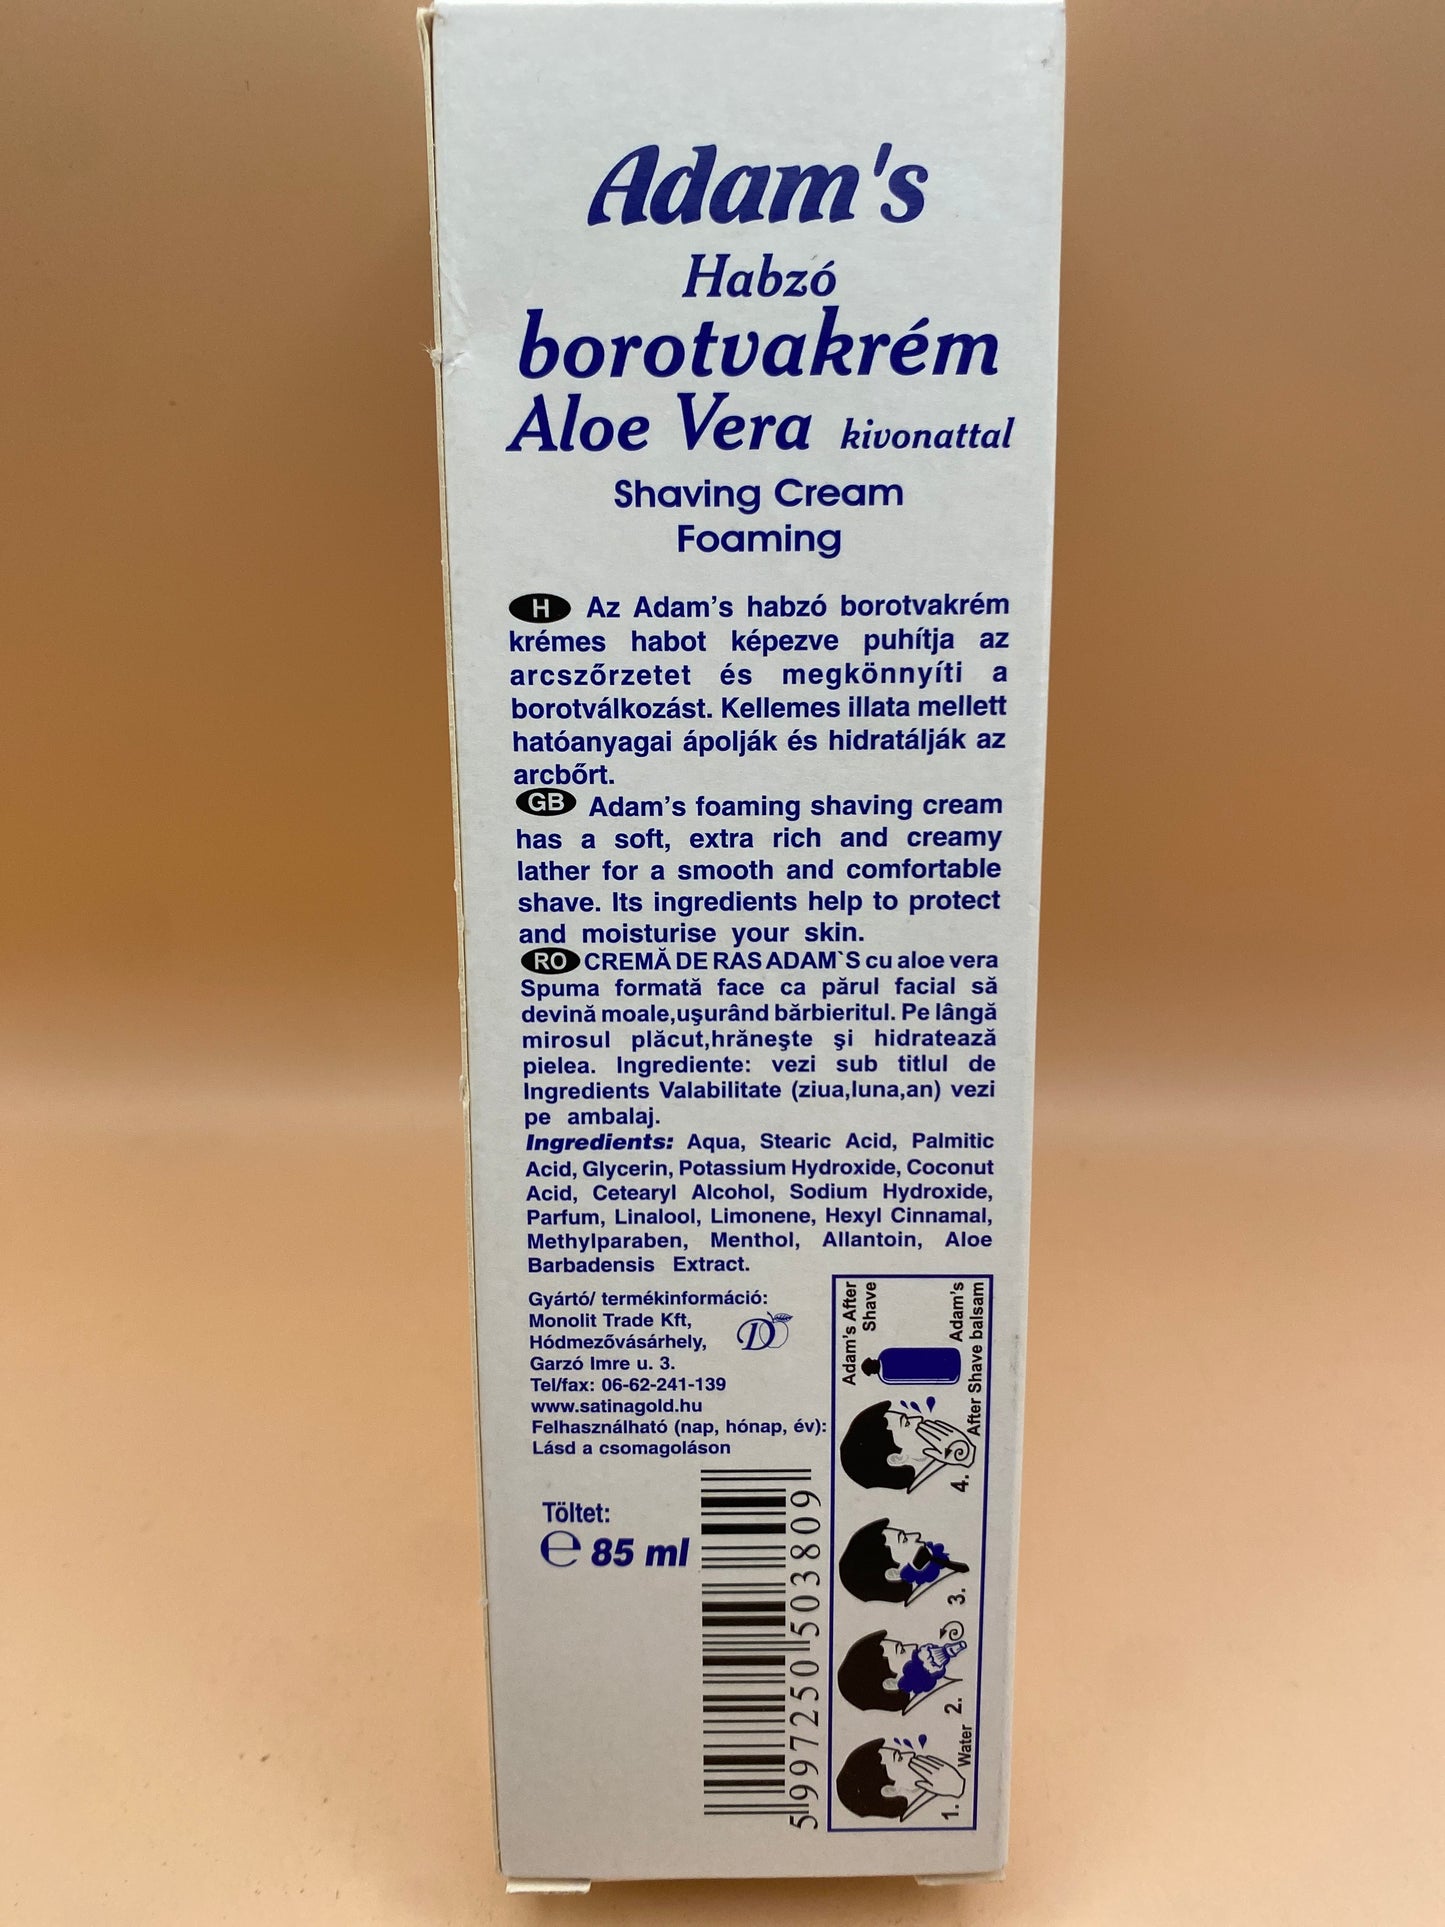 Adam's
Habzó
borotvakrém
Aloe Vera kivonattal
Shaving Cream
Foaming
H Az Adam's habzó borotvakrém
krémes habot képezve puhítja az
arcszőrzetet és megkönnyíti a
borotválkozást. Kellemes illata mellett
hatóanyagai ápolják és hidratálják az
arcbőrt.
GB Adam's foaming shaving cream
has a soft, extra rich and creamy
lather for a smooth and comfortable
shave. Its ingredients help to protect
and moisturise your skin.
RO CREMĂ DE RAS ADAM`S cu aloe vera
Spuma formată face ca părul facial să
devină moale,uşurând bărbieritul. Pe lângă
mirosul plăcut,hrăneşte şi hidratează
pielea. Ingrediente: vezi sub titlul de
Ingredients Valabilitate (ziua,luna,an) vezi
pe ambalaj.
Ingredients: Aqua, Stearic Acid, Palmitic
Acid, Glycerin, Potassium Hydroxide, Coconut
Acid, Cetearyl Alcohol, Sodium Hydroxide,
Parfum, Linalool, Limonene, Hexyl Cinnamal,
Methylparaben, Menthol, Allantoin, Aloe
Barbadensis Extract.
Gyártó/ termékinformáció:
Monolit Trade Kft,
Hódmezővásárhely,
Garzó Imre u. 3.
Tel/fax: 06-62-241-139
www.satinagold.hu
Felhasználható (nap, hónap, év):
Lásd a csomagoláson
D
Töltet:
℮ 85 ml
5997250503809
1. Water
2.
3.
4.
Adam's After
Shave
Adam's
After Shave balsam